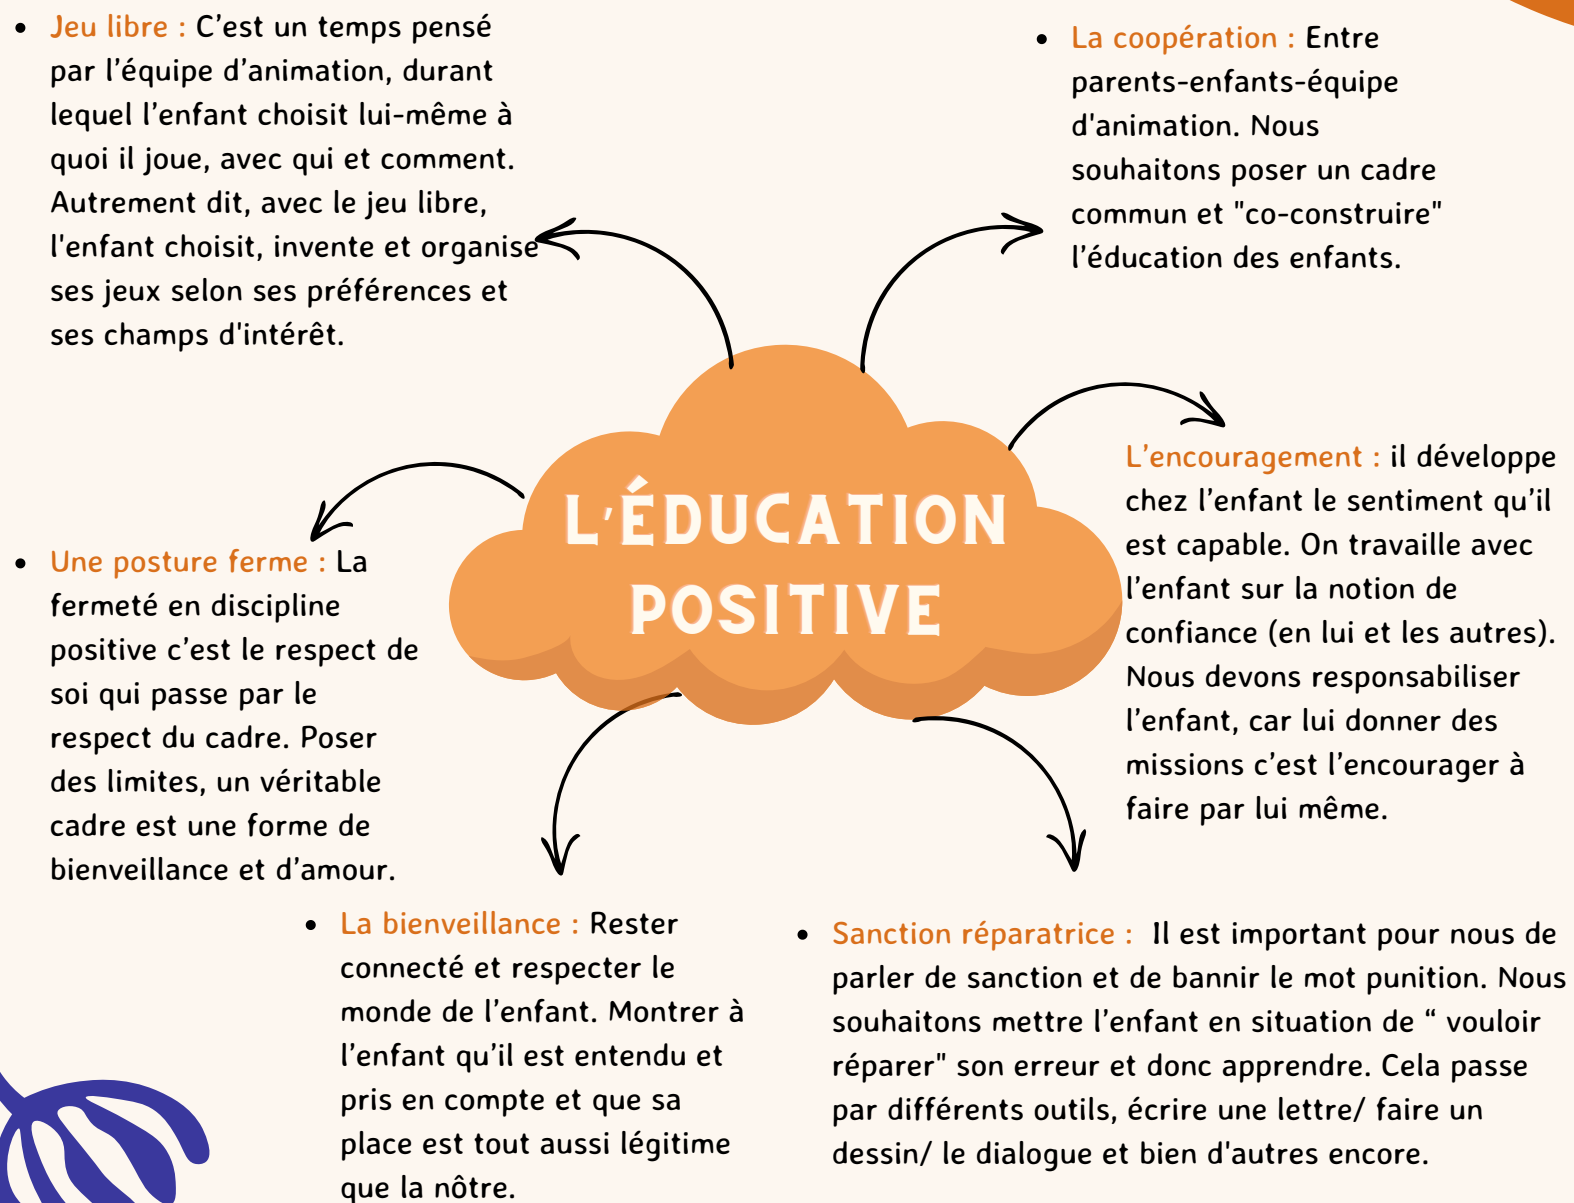 • Jeu libre : C’est un temps pensé
par l’équipe d’animation, durant
lequel l’enfant choisit lui-même à
quoi il joue, avec qui et comment.
Autrement dit, avec le jeu libre,
l'enfant choisit, invente et organise
ses jeux selon ses préférences et
ses champs d'intérêt.
• La coopération : Entre
parents-enfants-équipe
d'animation. Nous
souhaitons poser un cadre
commun et "co-construire"
l’éducation des enfants.
L’ÉDUCATION
POSITIVE
L’encouragement : il développe
chez l’enfant le sentiment qu’il
est capable. On travaille avec
l’enfant sur la notion de
confiance (en lui et les autres).
Nous devons responsabiliser
l’enfant, car lui donner des
missions c’est l’encourager à
faire par lui même.
• Une posture ferme : La
fermeté en discipline
positive c’est le respect de
soi qui passe par le
respect du cadre. Poser
des limites, un véritable
cadre est une forme de
bienveillance et d’amour.
• La bienveillance : Rester
connecté et respecter le
monde de l’enfant. Montrer à
l’enfant qu’il est entendu et
pris en compte et que sa
place est tout aussi légitime
que la nôtre.
• Sanction réparatrice : Il est important pour nous de
parler de sanction et de bannir le mot punition. Nous
souhaitons mettre l’enfant en situation de “ vouloir
réparer" son erreur et donc apprendre. Cela passe
par différents outils, écrire une lettre/ faire un
dessin/ le dialogue et bien d'autres encore.